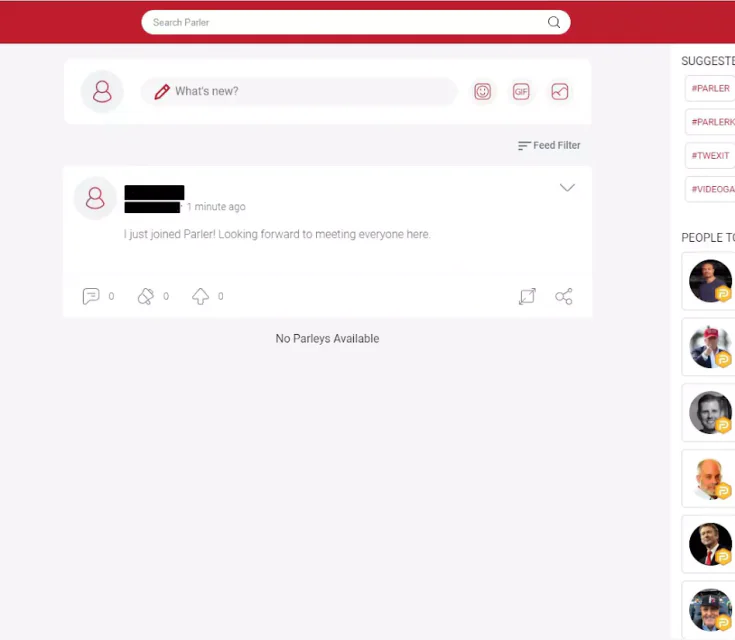 Search Parler
What's new?
GIF
Feed Filter
1 minute ago
I just joined Parler! Looking forward to meeting everyone here.
0
0
0
No Parleys Available
SUGGESTE
#PARLER
#PARLERK
#TWEXIT
#VIDEOGA
PEOPLE TO